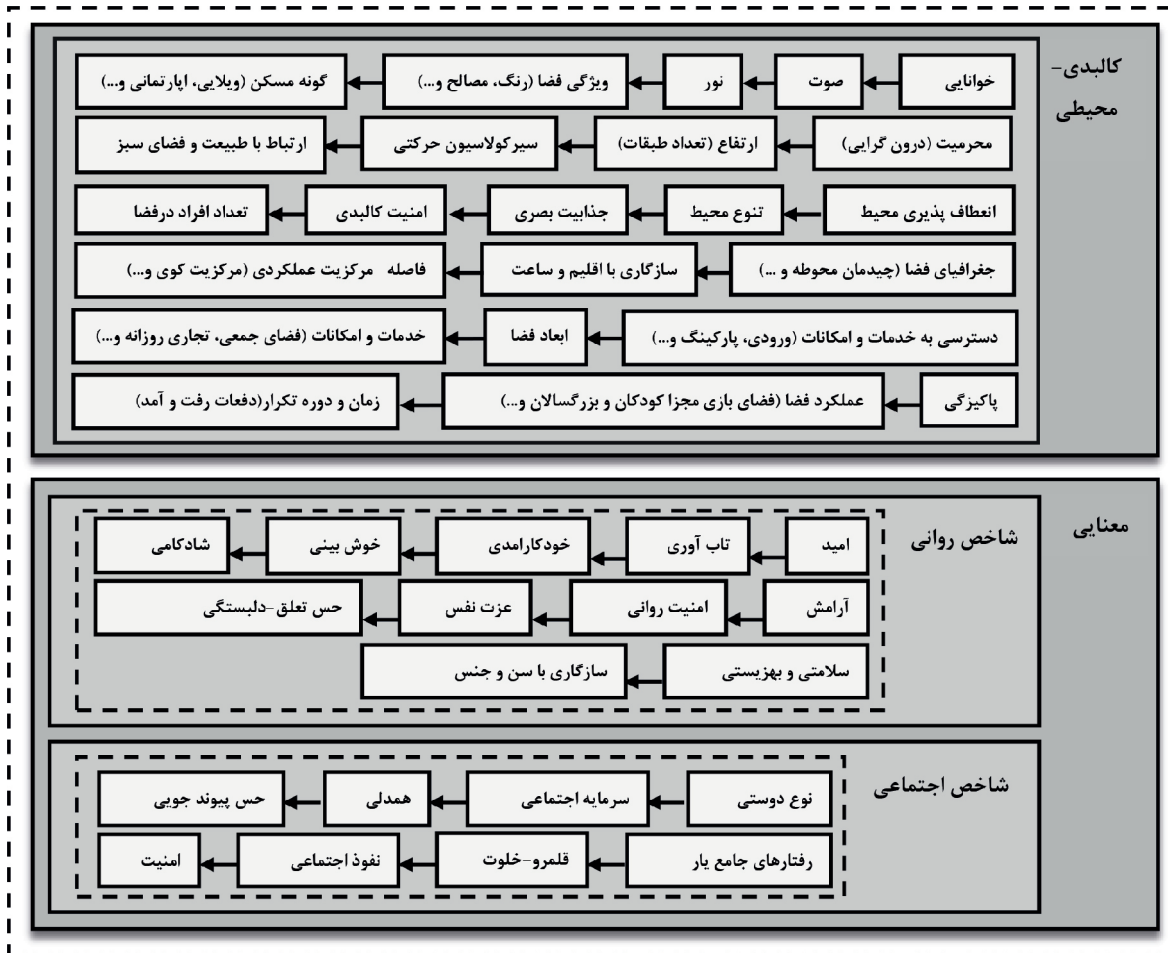 کالبدی-
محیطی
خوانایی
صوت
نور
ویژگی فضا (رنگ، مصالح و...)
گونه مسکن (ویلایی، اپارتمانی و...)
محرمیت (درون گرایی)
ارتفاع (تعداد طبقات)
سیرکولاسیون حرکتی
ارتباط با طبیعت و فضای سبز
انعطاف پذیری محیط
تنوع محیط
جذابیت بصری
امنیت کالبدی
تعداد افراد درفضا
جغرافیای فضا (چیدمان محوطه و ...)
سازگاری با اقلیم و ساعت
فاصله مرکزیت عملکردی (مرکزیت کوی و...)
دسترسی به خدمات و امکانات (ورودی، پارکینگ و...)
ابعاد فضا
خدمات و امکانات (فضای جمعی، تجاری روزانه و...)
پاکیزگی
عملکرد فضا (فضای بازی مجزا کودکان و بزرگسالان و...)
زمان و دوره تکرار(دفعات رفت و آمد)
معنایی
شاخص روانی
امید
تاب آوری
خودکارامدی
خوش بینی
شادکامی
آرامش
امنیت روانی
عزت نفس
حس تعلق-دلبستگی
سلامتی و بهزیستی
سازگاری با سن و جنس
شاخص اجتماعی
نوع دوستی
سرمایه اجتماعی
همدلی
حس پیوند جویی
رفتارهای جامع یار
قلمرو-خلوت
نفوذ اجتماعی
امنیت